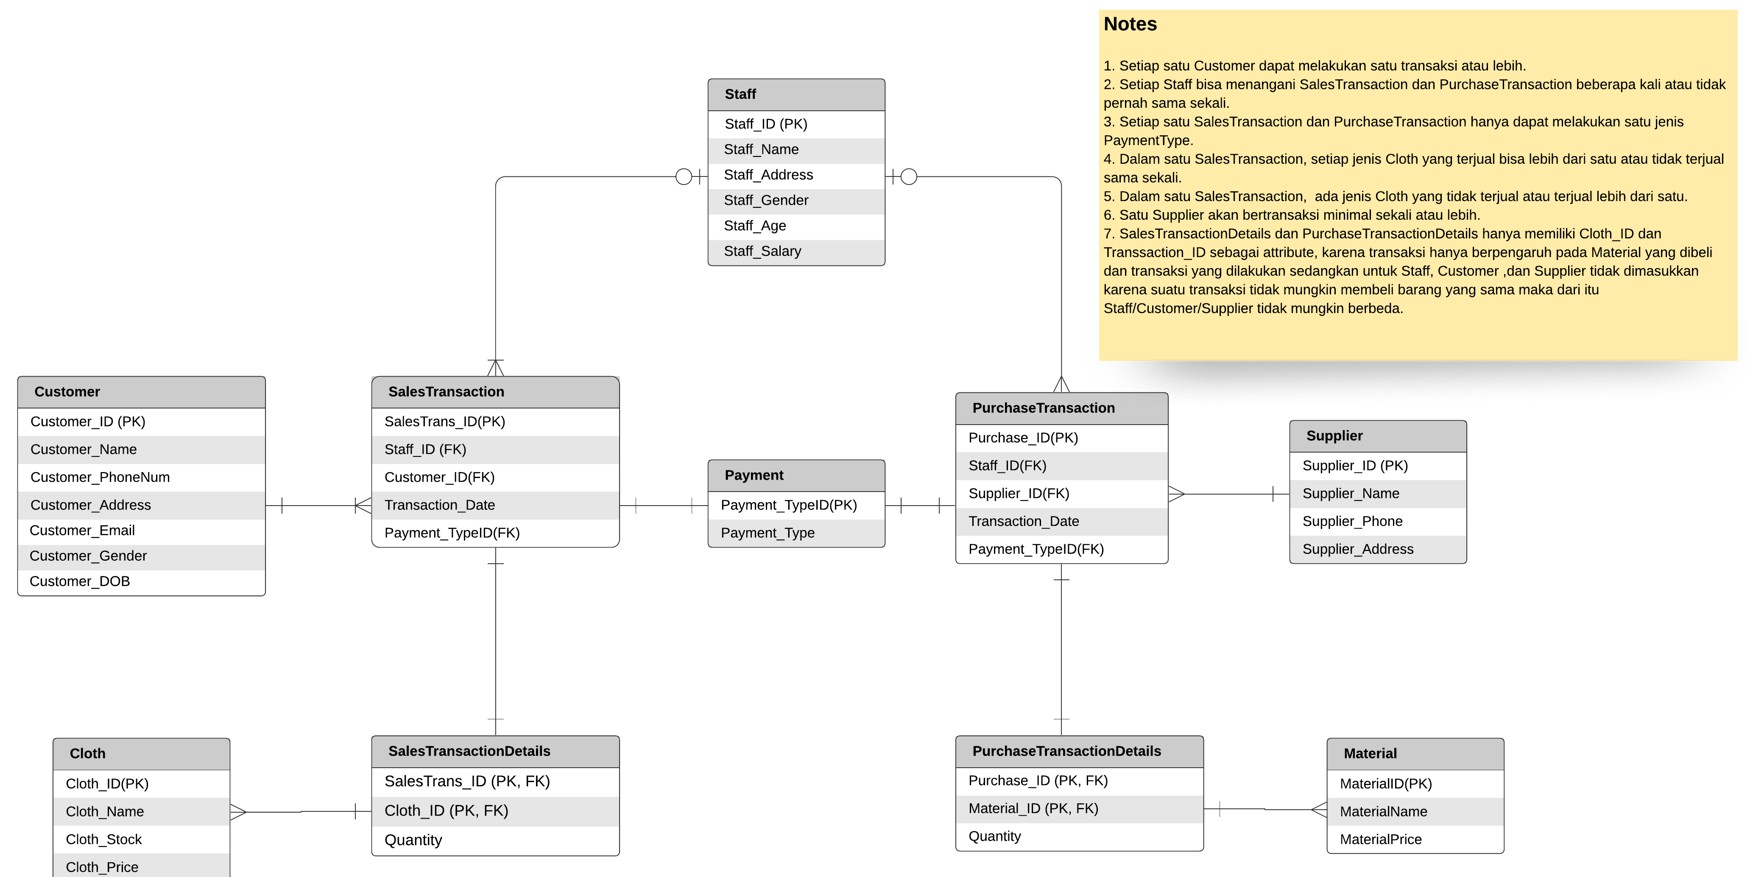 Notes
1. Setiap satu Customer dapat melakukan satu transaksi atau lebih.
2. Setiap Staff bisa menangani SalesTransaction dan PurchaseTransaction beberapa kali atau tidak
pernah sama sekali.
3. Setiap satu SalesTransaction dan PurchaseTransaction hanya dapat melakukan satu jenis
PaymentType.
4. Dalam satu SalesTransaction, setiap jenis Cloth yang terjual bisa lebih dari satu atau tidak terjual
sama sekali.
5. Dalam satu SalesTransaction,  ada jenis Cloth yang tidak terjual atau terjual lebih dari satu.
6. Satu Supplier akan bertransaksi minimal sekali atau lebih.
7. SalesTransactionDetails dan PurchaseTransactionDetails hanya memiliki Cloth_ID dan
Transsaction_ID sebagai attribute, karena transaksi hanya berpengaruh pada Material yang dibeli
dan transaksi yang dilakukan sedangkan untuk Staff, Customer ,dan Supplier tidak dimasukkan
karena suatu transaksi tidak mungkin membeli barang yang sama maka dari itu
Staff/Customer/Supplier tidak mungkin berbeda.
Staff
Staff_ID (PK)
Staff_Name
Staff_Address
Staff_Gender
Staff_Age
Staff_Salary
Customer
Customer_ID (PK)
Customer_Name
Customer_PhoneNum
Customer_Address
Customer_Email
Customer_Gender
Customer_DOB
SalesTransaction
SalesTrans_ID(PK)
Staff_ID (FK)
Customer_ID(FK)
Transaction_Date
Payment_TypeID(FK)
Payment
Payment_TypeID(PK)
Payment_Type
PurchaseTransaction
Purchase_ID(PK)
Staff_ID(FK)
Supplier_ID(FK)
Transaction_Date
Payment_TypeID(FK)
Supplier
Supplier_ID (PK)
Supplier_Name
Supplier_Phone
Supplier_Address
Cloth
Cloth_ID(PK)
Cloth_Name
Cloth_Stock
Cloth_Price
SalesTransactionDetails
SalesTrans_ID (PK, FK)
Cloth_ID (PK, FK)
Quantity
PurchaseTransactionDetails
Purchase_ID (PK, FK)
Material_ID (PK, FK)
Quantity
Material
MaterialID(PK)
MaterialName
MaterialPrice